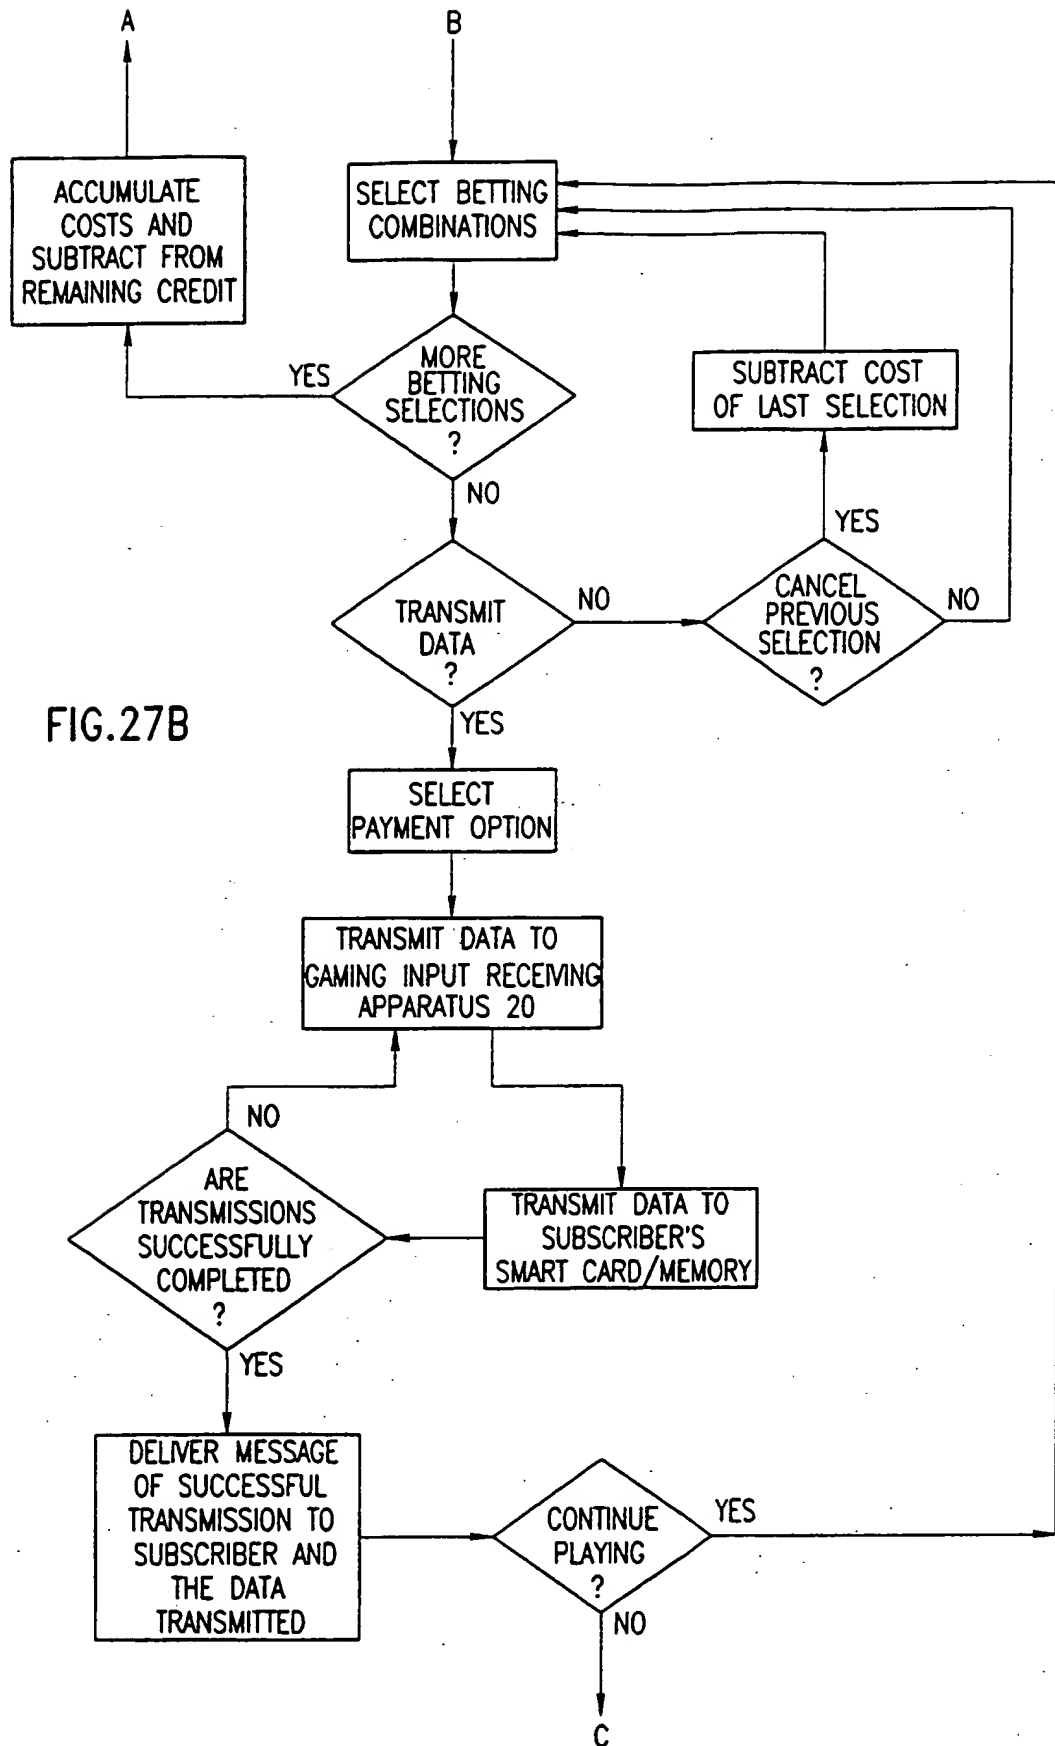 A
B
ACCUMULATE
COSTS AND
SUBTRACT FROM
REMAINING CREDIT
SELECT BETTING
COMBINATIONS
YES
MORE
BETTING
SELECTIONS
?
SUBTRACT COST
OF LAST SELECTION
NO
YES
TRANSMIT
DATA
?
NO
CANCEL
PREVIOUS
SELECTION
?
NO
FIG.27B
YES
SELECT
PAYMENT OPTION
TRANSMIT DATA TO
GAMING INPUT RECEIVING
APPARATUS 20
NO
ARE
TRANSMISSIONS
SUCCESSFULLY
COMPLETED
?
TRANSMIT DATA TO
SUBSCRIBER'S
SMART CARD/MEMORY
YES
DELIVER MESSAGE
OF SUCCESSFUL
TRANSMISSION TO
SUBSCRIBER AND
THE DATA
TRANSMITTED
CONTINUE
PLAYING
?
YES
NO
C